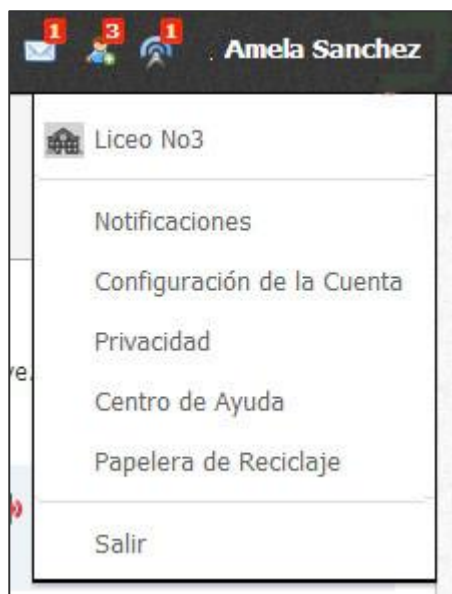 1
3
1
Amela Sanchez
Liceo No3
Notificaciones
Configuración de la Cuenta
Privacidad
ve.
Centro de Ayuda
Papelera de Reciclaje
Salir